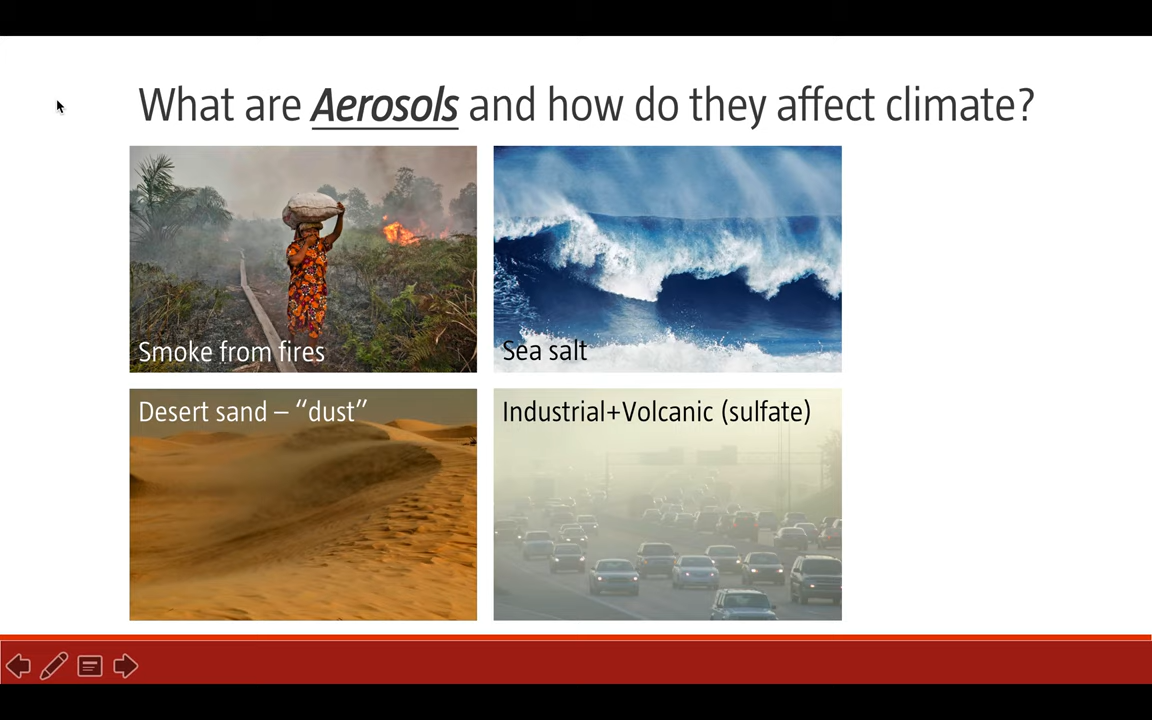 What are Aerosols and how do they affect climate?
Smoke from fires
Sea salt
Desert sand – “dust”
Industrial+Volcanic (sulfate)